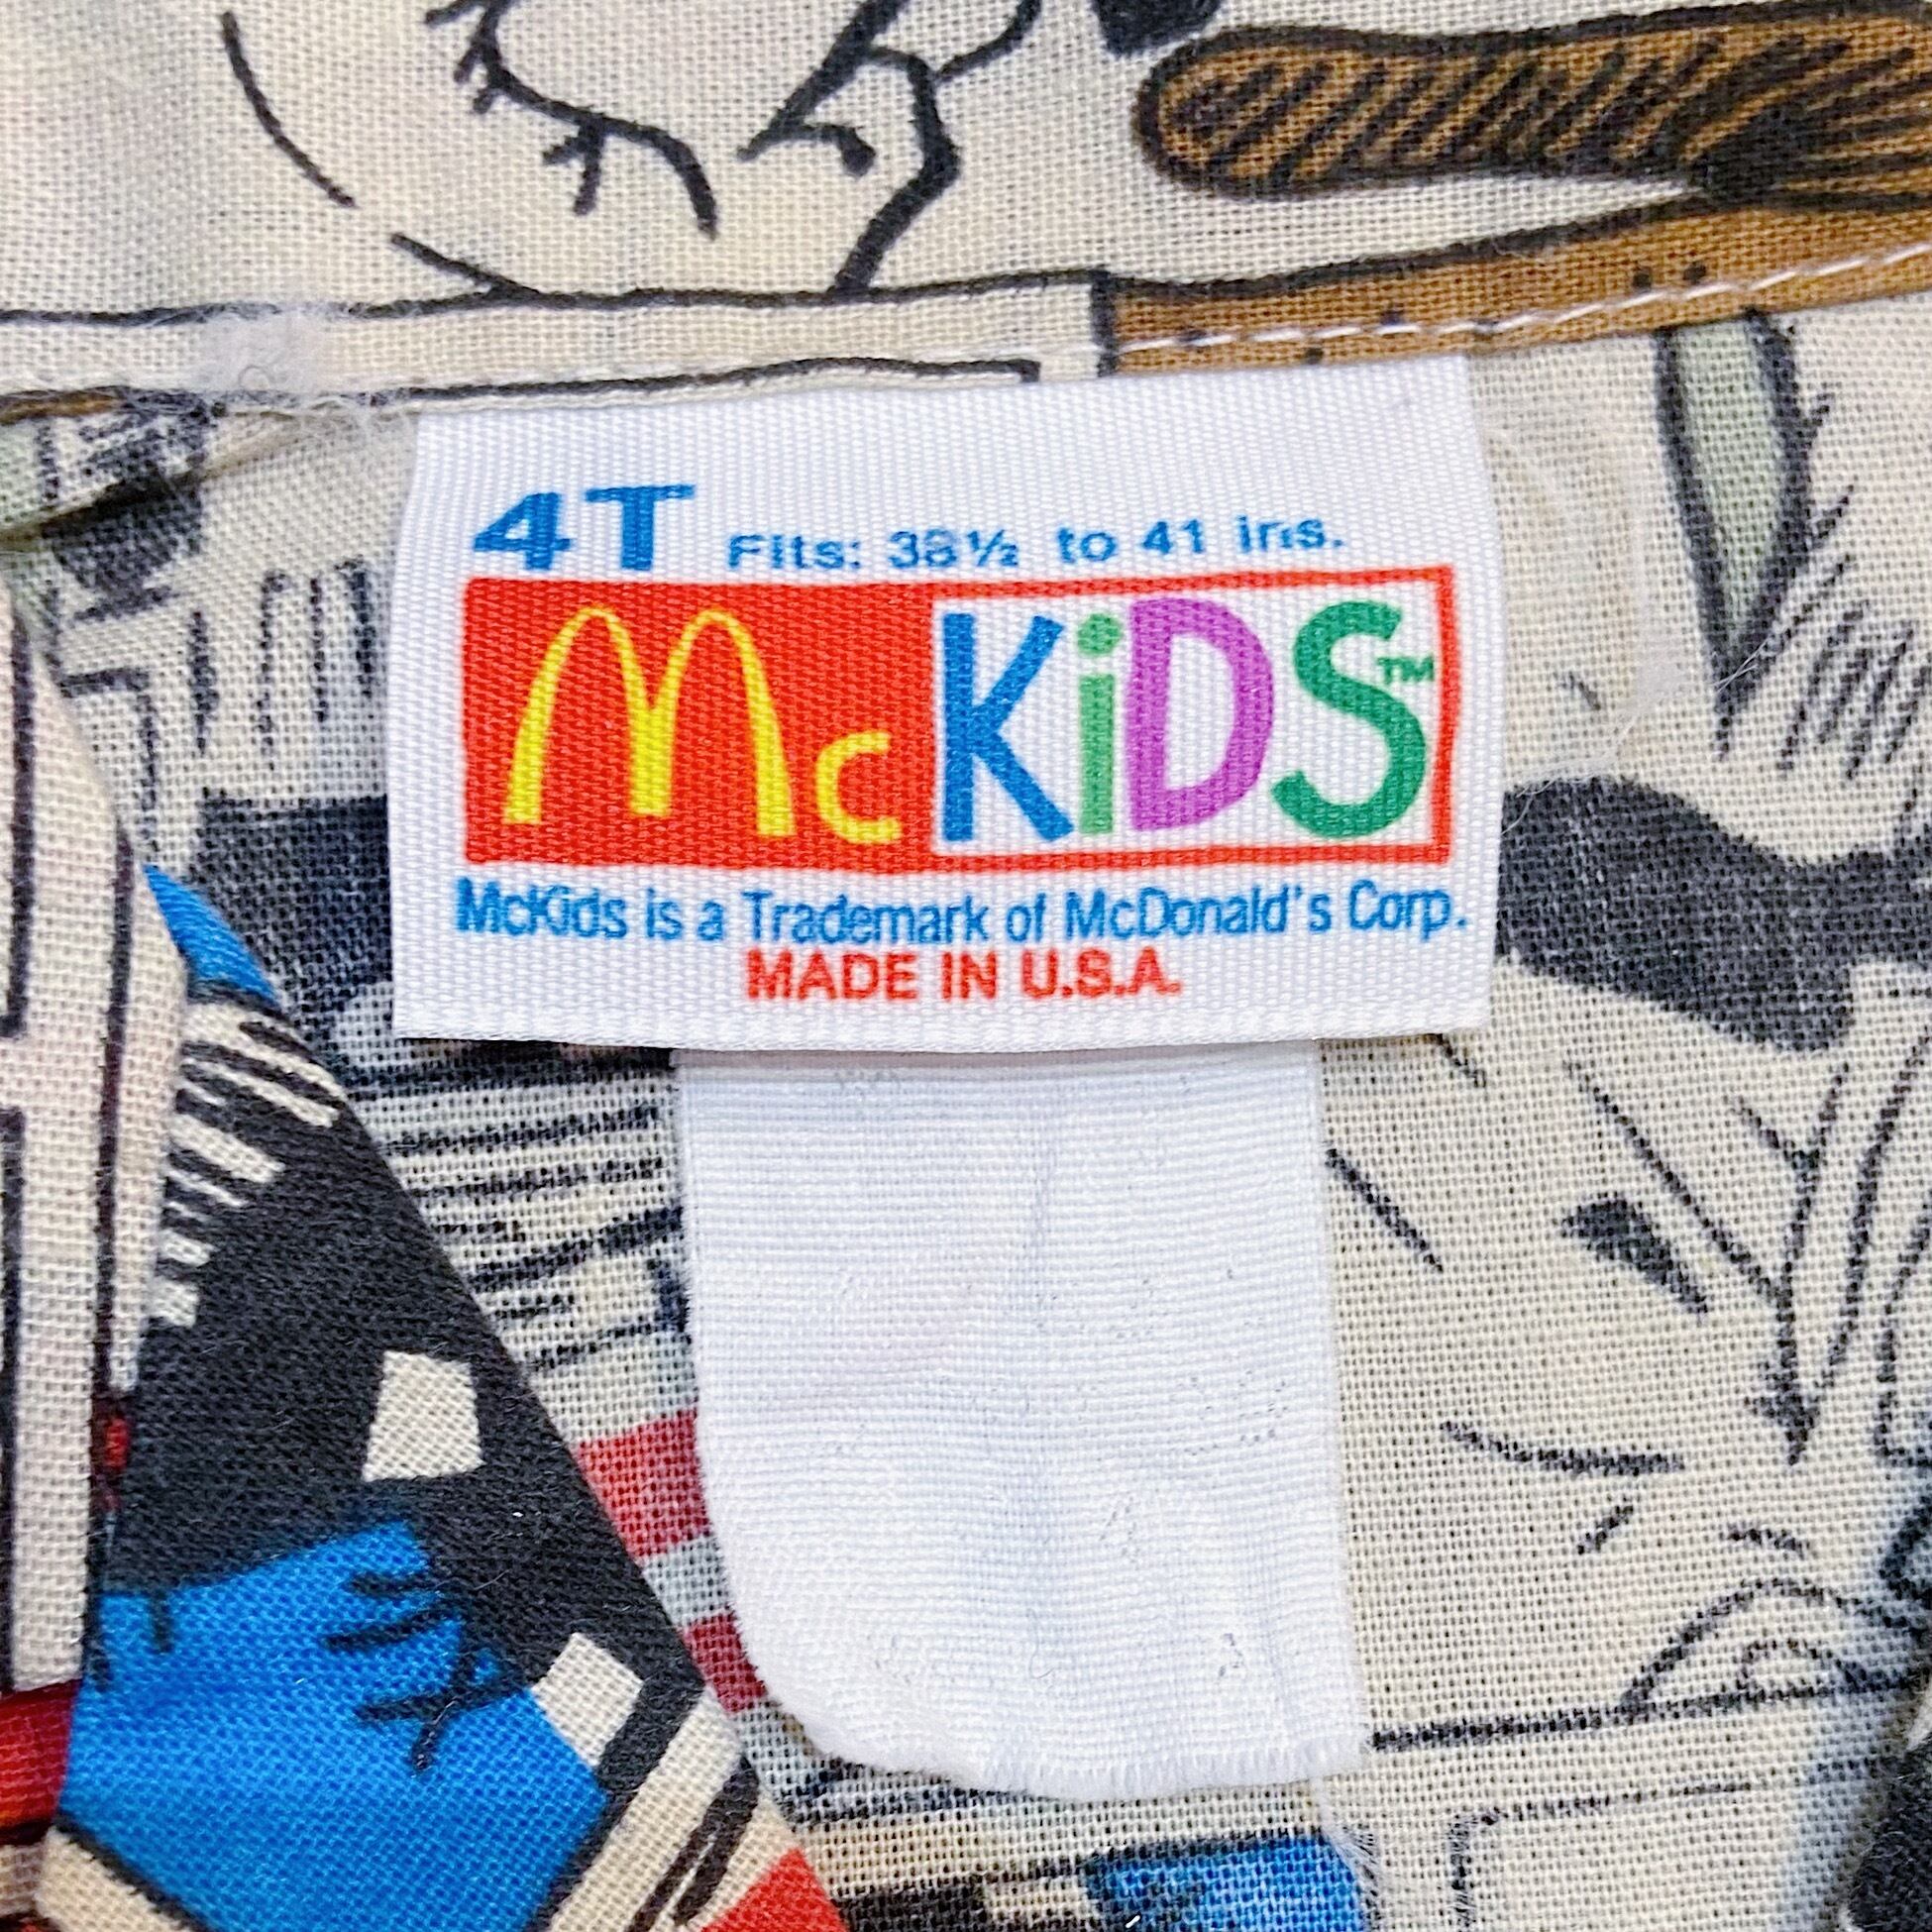 4T Fits: 38½ to 41 ins.
McKiDS™
McKids is a Trademark of McDonald's Corp.
MADE IN U.S.A.